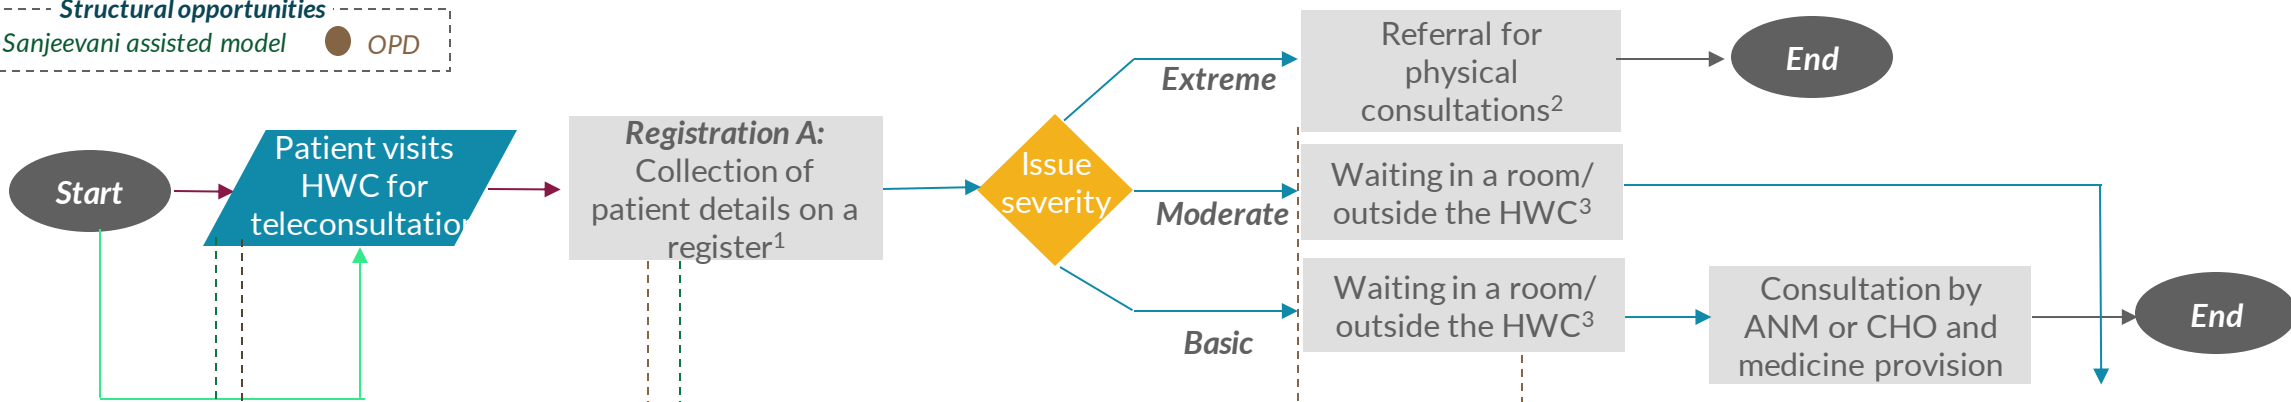 Structural opportunities
Sanjeevani assisted model
OPD
Start
Patient visits
HWC for
teleconsultation
Registration A:
Collection of
patient details on a
register¹
Issue
severity
Extreme
Moderate
Basic
Referral for
physical
consultations²
End
Waiting in a room/
outside the HWC³
Waiting in a room/
outside the HWC³
Consultation by
ANM or CHO and
medicine provision
End